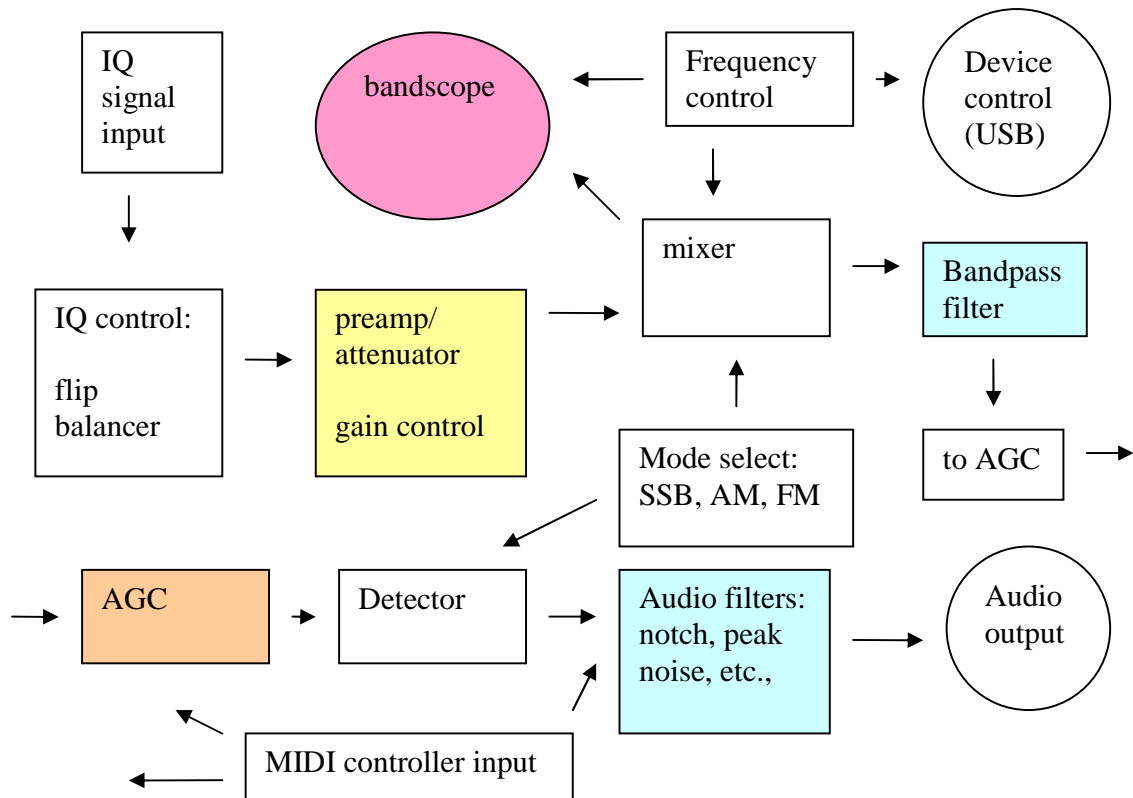 IQ
signal
input
bandscope
Frequency
control
Device
control
(USB)
mixer
Bandpass
filter
IQ control:
flip
balancer
preamp/
attenuator
gain control
Mode select:
SSB, AM, FM
to AGC
AGC
Detector
Audio filters:
notch, peak
noise, etc.,
Audio
output
MIDI controller input